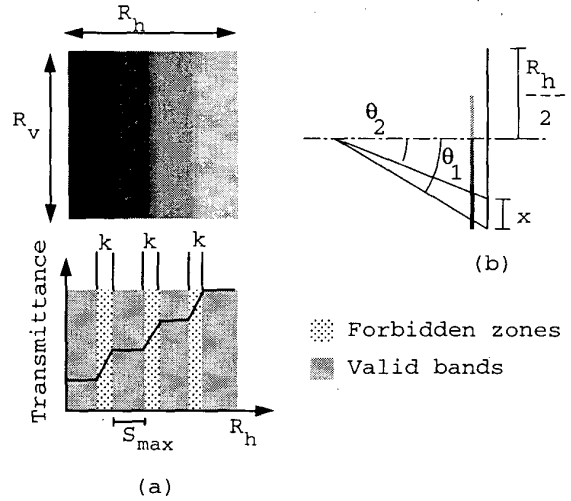 R_h
R_v
k k k
Transmittance
S_max
R_h
(a)
R_h
2
θ_2
θ_1
x
(b)
Forbidden zones
Valid bands